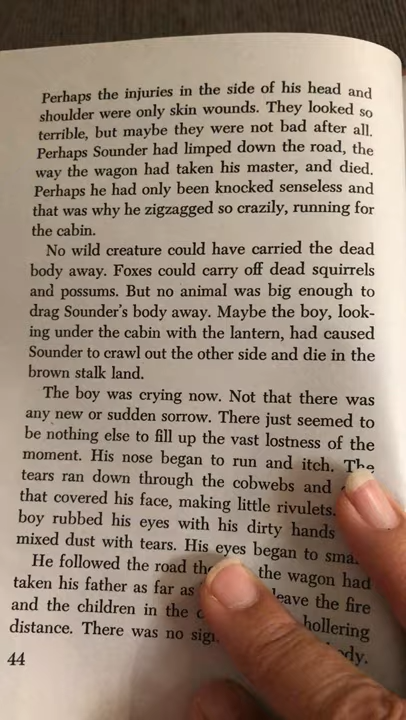 Perhaps the injuries in the side of his head and
shoulder were only skin wounds. They looked so
terrible, but maybe they were not bad after all.
Perhaps Sounder had limped down the road, the
way the wagon had taken his master, and died.
Perhaps he had only been knocked senseless and
that was why he zigzagged so crazily, running for
the cabin.
No wild creature could have carried the dead
body away. Foxes could carry off dead squirrels
and possums. But no animal was big enough to
drag Sounder's body away. Maybe the boy, look-
ing under the cabin with the lantern, had caused
Sounder to crawl out the other side and die in the
brown stalk land.
The boy was crying now. Not that there was
any new or sudden sorrow. There just seemed to
be nothing else to fill up the vast lostness of the
moment. His nose began to run and itch. The
tears ran down through the cobwebs and
that covered his face, making little rivulets.
boy rubbed his eyes with his dirty hands
mixed dust with tears. His eyes began to
He followed the road the wagon had
taken his father as far as leave the fire
and the children in the hollering
distance. There was no
44